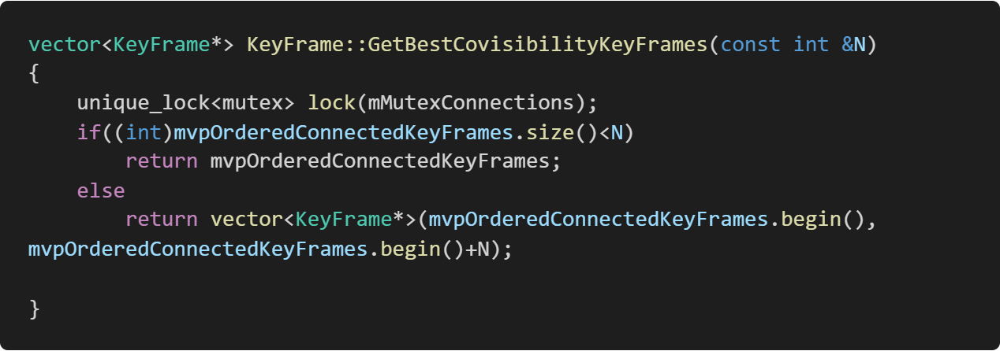 vector<KeyFrame*> KeyFrame::GetBestCovisibilityKeyFrames(const int &N)
{
    unique_lock<mutex> lock(mMutexConnections);
    if((int)mvpOrderedConnectedKeyFrames.size()<N)
        return mvpOrderedConnectedKeyFrames;
    else
        return vector<KeyFrame*>(mvpOrderedConnectedKeyFrames.begin(),
mvpOrderedConnectedKeyFrames.begin()+N);
}